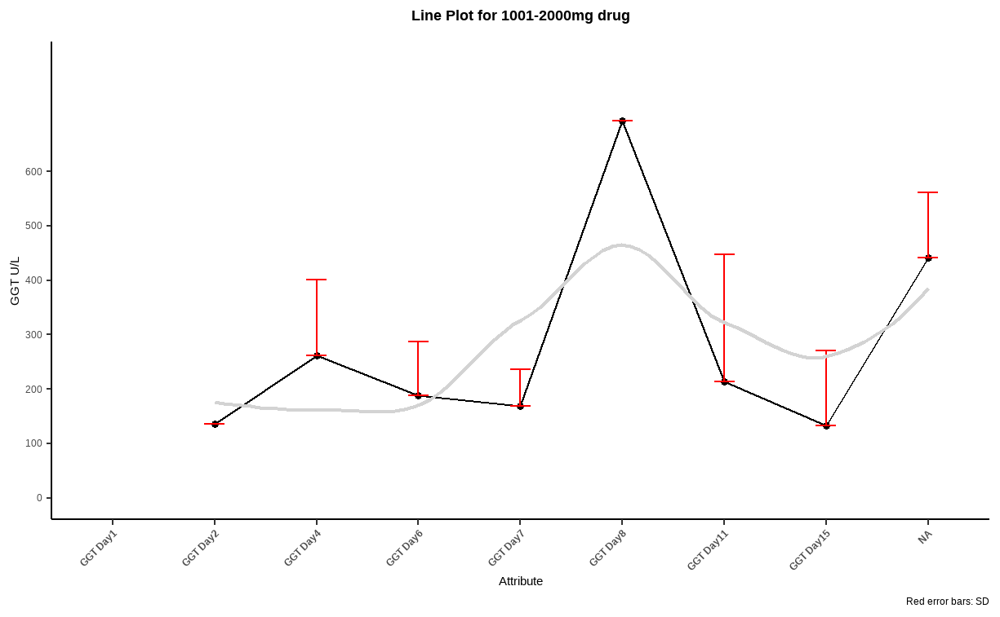 Line Plot for 1001-2000mg drug
GGT U/L
600
500
400
300
200
100
0
GGT Day1
GGT Day2
GGT Day4
GGT Day6
GGT Day7
GGT Day8
GGT Day11
GGT Day15
NA
Attribute
Red error bars: SD